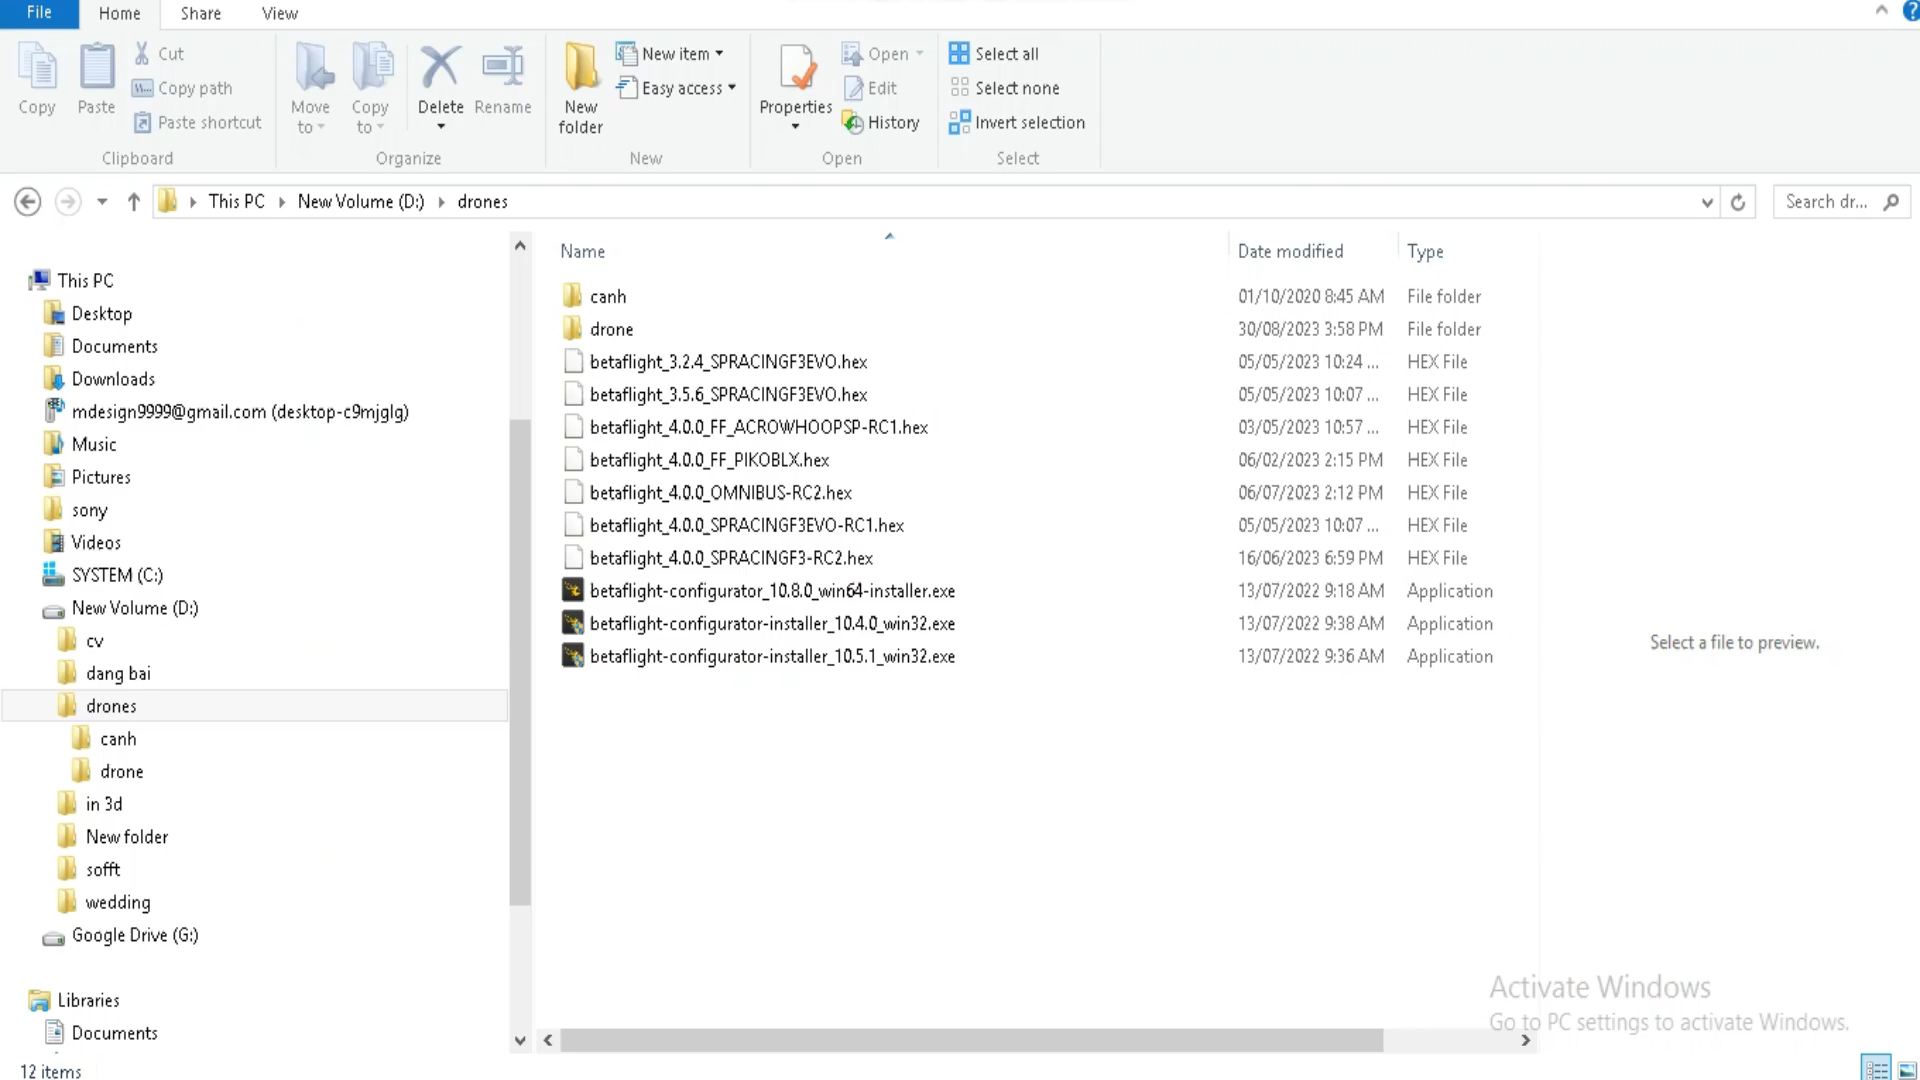 File Home Share View
Cut
Copy path
Paste shortcut
Copy Paste
Clipboard
Move to Copy to Delete Rename
Organize
New folder
New item
Easy access
New
Properties
Open
Edit
History
Open
Select all
Select none
Invert selection
Select
This PC New Volume (D:) drones
Search dr...
This PC
Desktop
Documents
Downloads
mdesign9999@gmail.com (desktop-c9mjglg)
Music
Pictures
sony
Videos
SYSTEM (C:)
New Volume (D:)
cv
dang bai
drones
canh
drone
in 3d
New folder
sofft
wedding
Google Drive (G:)
Libraries
Documents
Name Date modified Type
canh 01/10/2020 8:45 AM File folder
drone 30/08/2023 3:58 PM File folder
betaflight_3.2.4_SPRACINGF3EVO.hex 05/05/2023 10:24 ... HEX File
betaflight_3.5.6_SPRACINGF3EVO.hex 05/05/2023 10:07 ... HEX File
betaflight_4.0.0_FF_ACROWHOOPSP-RC1.hex 03/05/2023 10:57 ... HEX File
betaflight_4.0.0_FF_PIKOBLX.hex 06/02/2023 2:15 PM HEX File
betaflight_4.0.0_OMNIBUS-RC2.hex 06/07/2023 2:12 PM HEX File
betaflight_4.0.0_SPRACINGF3EVO-RC1.hex 05/05/2023 10:07 ... HEX File
betaflight_4.0.0_SPRACINGF3-RC2.hex 16/06/2023 6:59 PM HEX File
betaflight-configurator_10.8.0_win64-installer.exe 13/07/2022 9:18 AM Application
betaflight-configurator-installer_10.4.0_win32.exe 13/07/2022 9:38 AM Application
betaflight-configurator-installer_10.5.1_win32.exe 13/07/2022 9:36 AM Application
Select a file to preview.
Activate Windows
Go to PC settings to activate Windows.
12 items